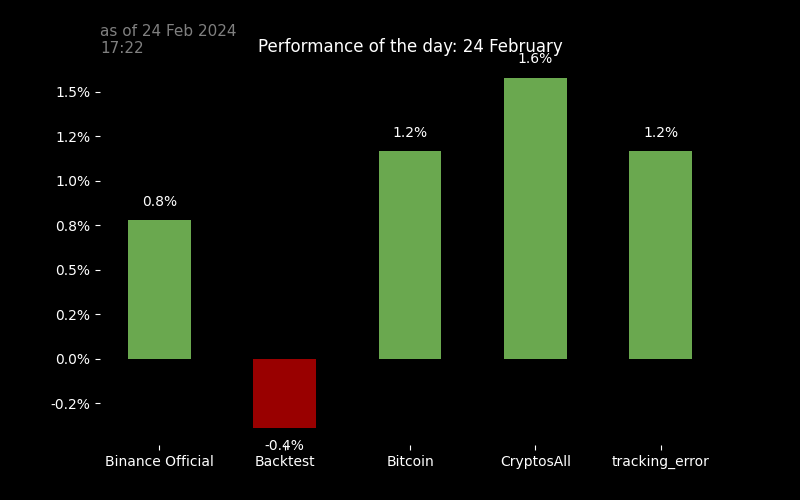 as of 24 Feb 2024
17:22
Performance of the day: 24 February
1.6%
1.5%
1.2%
1.2%
1.2%
1.0%
0.8%
0.8%
0.5%
0.2%
0.0%
-0.2%
-0.4%
Binance Official
Backtest
Bitcoin
CryptosAll
tracking_error